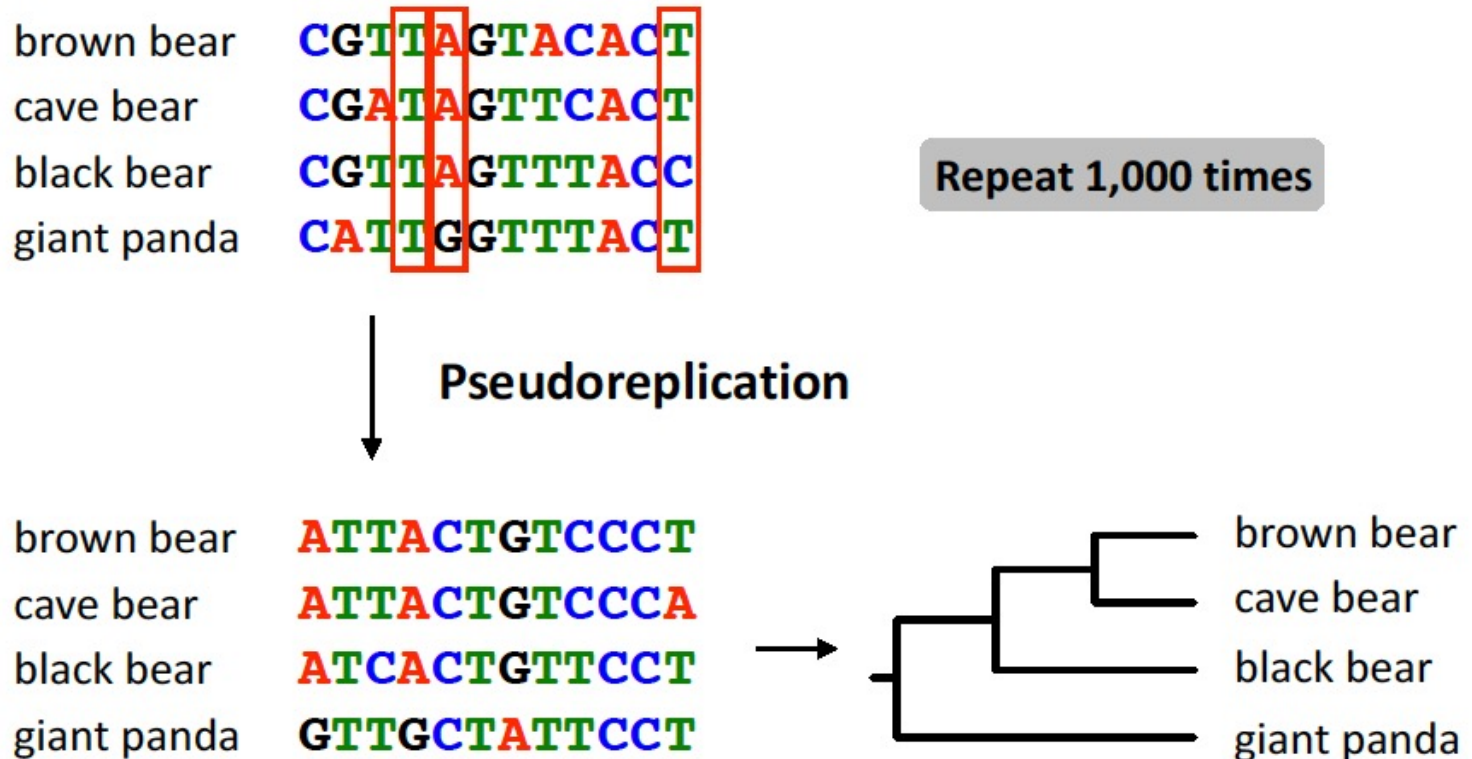 brown bear CGTTAGTACACT
cave bear CGATAGTTCACT
black bear CGTTAGTTTACC
giant panda CATTGGTTTACT
Repeat 1,000 times
Pseudoreplication
brown bear ATTACTGTCCCT
cave bear ATTACTGTCCCA
black bear ATCACTGTTCCT
giant panda GTTGCTATTCCT
brown bear
cave bear
black bear
giant panda